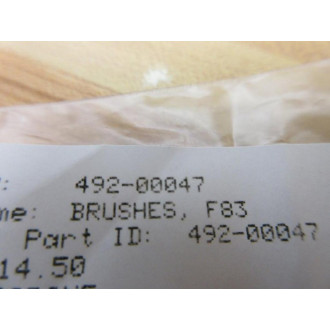 : 492-00047
me: BRUSHES, F83
Part ID: 492-00047
14.50